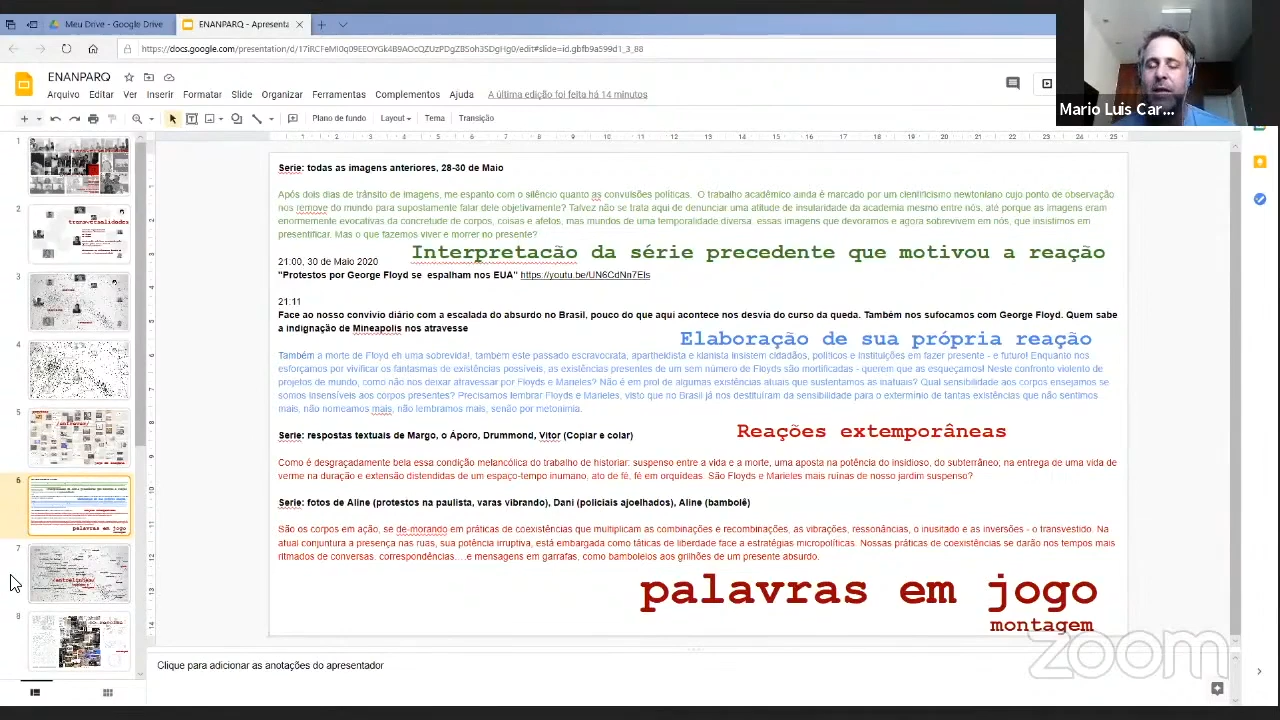 Meu Drive - Google Drive
ENANPARQ - Apresenta
https://docs.google.com/presentation/d/
ENANPARQ
Arquivo Editar Ver Inserir Formatar Slide Organizar Ferramentas Complementos Ajuda A última edição foi feita há 14 minutos
Plano de fundo Layout Tema Transição
Mario Luis Car...
Serie: todas as imagens anteriores, 28-30 de Maio
Após dois dias de trânsito de imagens, me espanto com o silêncio quanto as convulsões políticas. O trabalho acadêmico ainda é marcado por um cientificismo newtoniano cujo ponto de observação
nos remove do mundo para supostamente falar dele objetivamente? Talvez não se trata aqui de denunciar uma atitude de insularidade da academia mesmo entre nós, até porque as imagens eram
enormemente evocativas da concretude de corpos, coisas e afetos, mas mundos de uma temporalidade diversa. essas imagens que devoramos e agora sobrevivem em nós, que insistimos em
presentificar. Mas o que fazemos viver e morrer no presente?
Interpretacão da série precedente que motivou a reação
21:00, 30 de Maio 2020
"Protestos por George Floyd se espalham nos EUA" https://youtu.be/UN6CdNn7EIs
21:11
Face ao nosso convívio diário com a escalada do absurdo no Brasil, pouco do que aqui acontece nos desvia do curso da queda. Também nos sufocamos com George Floyd. Quem sabe
a indignação de Mineapolis nos atravesse
Elaboração de sua própria reação
Também a morte de Floyd eh uma sobrevida!, tambem este passado escravocrata, apartheidista e klanista insistem cidadãos, políticos e instituições em fazer presente - e futuro! Enquanto nos
esforçamos por vivificar os fantasmas de existências possíveis, as existências presentes de um sem número de Floyds são mortificadas - querem que as esqueçamos! Neste confronto violento de
projetos de mundo, como não nos deixar atravessar por Floyds e Marieles? Não é em prol de algumas existências atuais que sustentamos as inatuais? Qual sensibilidade aos corpos ensejamos se
somos insensíveis aos corpos presentes? Precisamos lembrar Floyds e Marieles, visto que no Brasil já nos destituíram da sensibilidade para o extermínio de tantas existências que não sentimos
mais, não nomeamos mais, não lembramos mais, senão por metonímia.
Reações extemporâneas
Serie: respostas textuais de Margo, o Áporo, Drummond, Vitor (Copiar e colar)
Como é desgraçadamente bela essa condição melancólica do trabalho de historiar: suspenso entre a vida e a morte, uma aposta na potência do insidioso, do subterrâneo; na entrega de uma vida de
verme, a duração e extensão distendidas de um espaço-tempo inumano; ato de fé, fé em orquídeas. São Floyds e Murieles mais ruínas de nosso jardim suspenso?
Serie: fotos de Aline (protestos na paulista, turmas na escola), Diani (policiais ajoelhados), Aline (bambole)
São os corpos em ação, se de-morando em práticas de coexistências que multiplicam as combinações e recombinações, as vibrações, ressonâncias, o inusitado e as inversões - o transvestido. Na
atual conjuntura a presença nas ruas, sua potência irruptiva, está embargada como táticas de liberdade face a estratégias micropolíticas. Nossas práticas de coexistências se darão nos tempos mais
ritmados de conversas, correspondências....e mensagens em garrafas, como bamboleios aos grilhões de um presente absurdo.
palavras em jogo
montagem
zoom
Clique para adicionar as anotações do apresentador